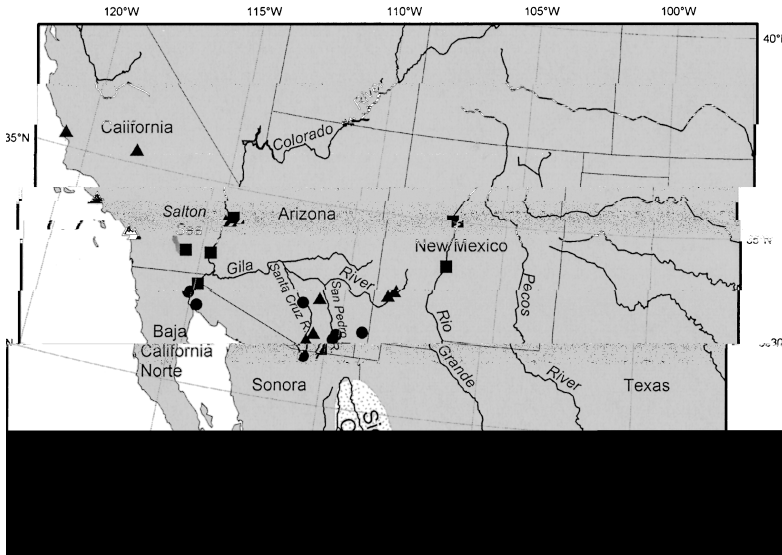 120°W 115°W 110°W 105°W 100°W
40°
35°N
California
Colorado
Salton
Arizona
New Mexico
Gila
River
Santa Cruz R
San Pedro
Rio
Grande
Pecos
River
Baja
California
Norte
Sonora
Texas